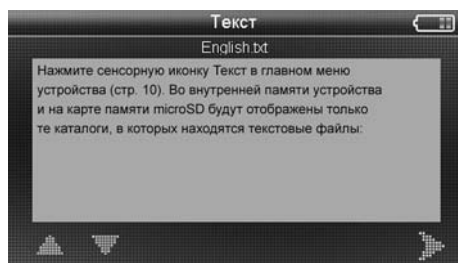 Текст
English.txt
Нажмите сенсорную иконку Текст в главном меню
устройства (стр. 10). Во внутренней памяти устройства
и на карте памяти microSD будут отображены только
те каталоги, в которых находятся текстовые файлы: